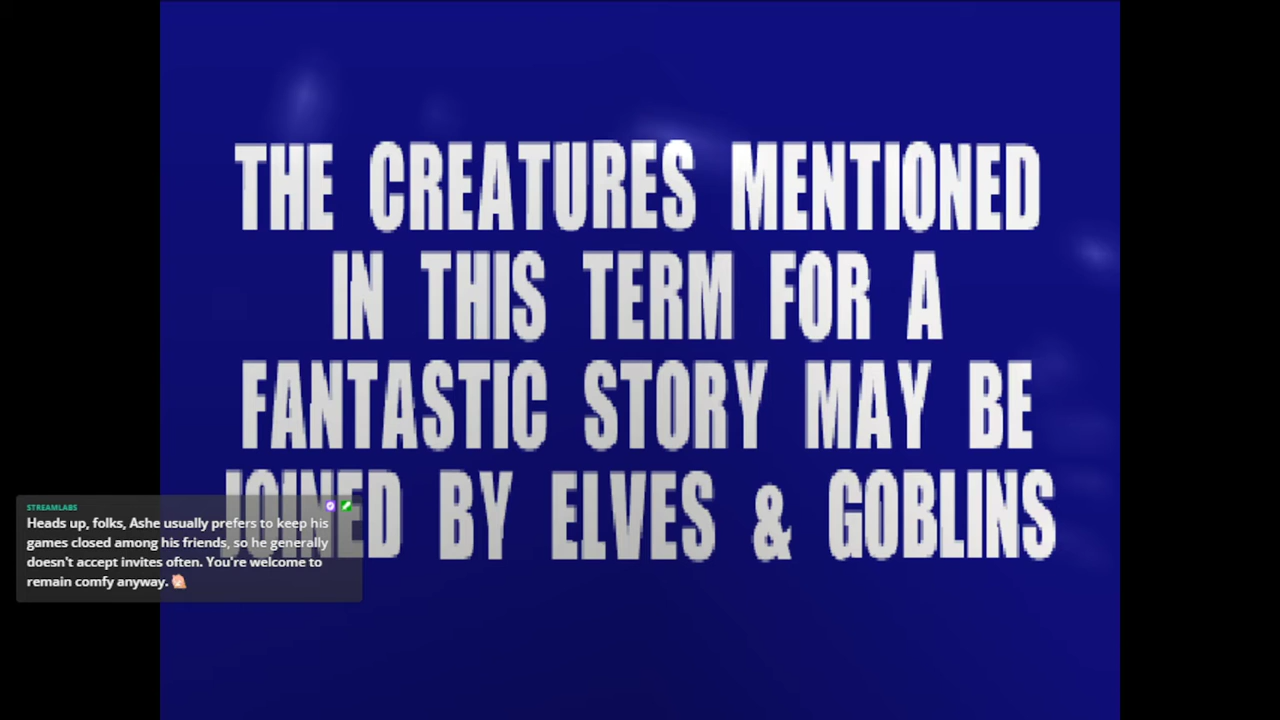 THE CREATURES MENTIONED
IN THIS TERM FOR A
FANTASTIC STORY MAY BE
JOINED BY ELVES & GOBLINS
STREAMLABS
Heads up, folks, Ashe usually prefers to keep his
games closed among his friends, so he generally
doesn't accept invites often. You're welcome to
remain comfy anyway.